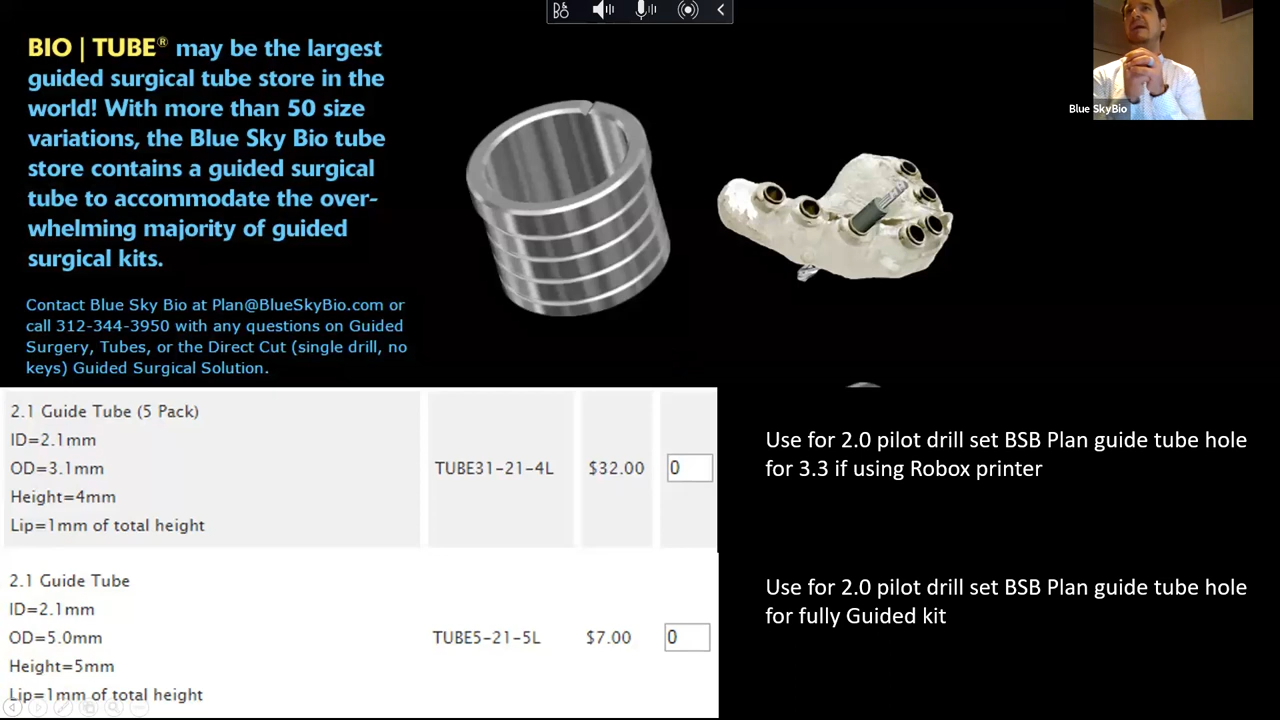 BIO | TUBE® may be the largest
guided surgical tube store in the
world! With more than 50 size
variations, the Blue Sky Bio tube
store contains a guided surgical
tube to accommodate the over-
whelming majority of guided
surgical kits.
Contact Blue Sky Bio at Plan@BlueSkyBio.com or
call 312-344-3950 with any questions on Guided
Surgery, Tubes, or the Direct Cut (single drill, no
keys) Guided Surgical Solution.
Blue SkyBio
2.1 Guide Tube (5 Pack)
ID=2.1mm
OD=3.1mm
Height=4mm
Lip=1mm of total height
TUBE31-21-4L
$32.00
0
Use for 2.0 pilot drill set BSB Plan guide tube hole
for 3.3 if using Robox printer
2.1 Guide Tube
ID=2.1mm
OD=5.0mm
Height=5mm
Lip=1mm of total height
TUBE5-21-5L
$7.00
0
Use for 2.0 pilot drill set BSB Plan guide tube hole
for fully Guided kit